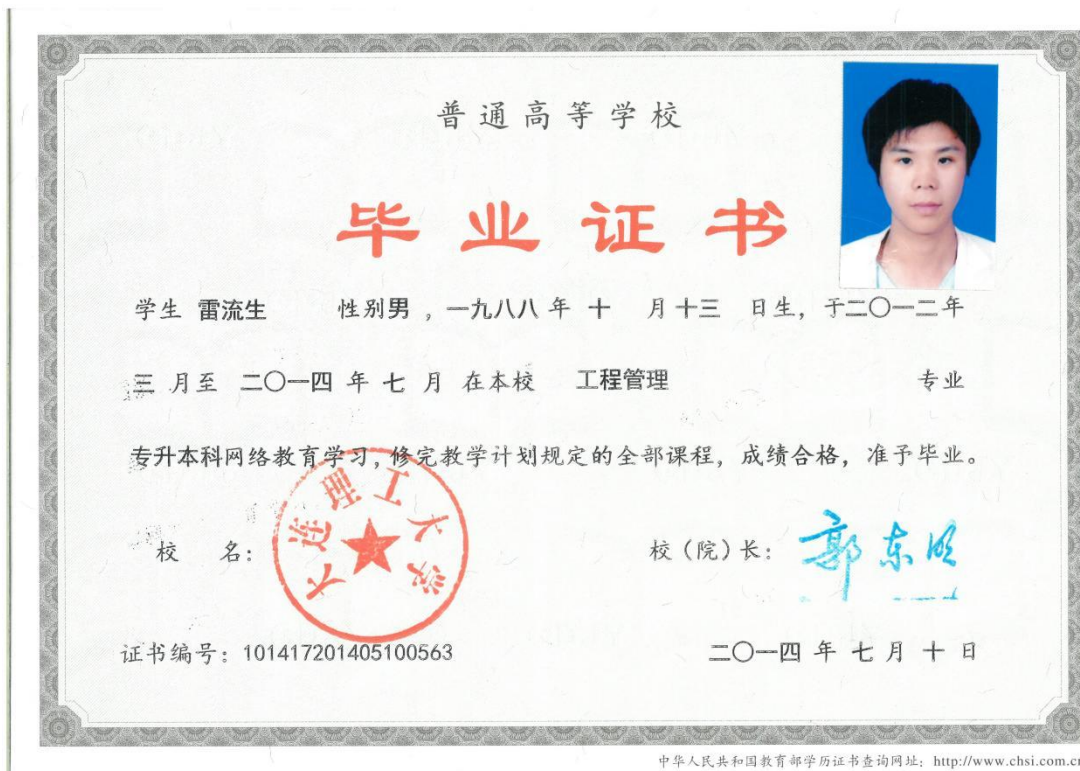 普通高等学校
毕业证书
学生 雷流生 性别男，一九八八年 十 月十三 日生，于二〇一二年
三 月至 二〇一四 年 七 月 在本校 工程管理 专业
专升本科网络教育学习，修完教学计划规定的全部课程，成绩合格，准予毕业。
校 名：
大连理工大学
校（院）长：
郭东明
证书编号：101417201405100563
二〇一四 年 七 月 十 日
中华人民共和国教育部学历证书查询网址：http://www.chsi.com.cn